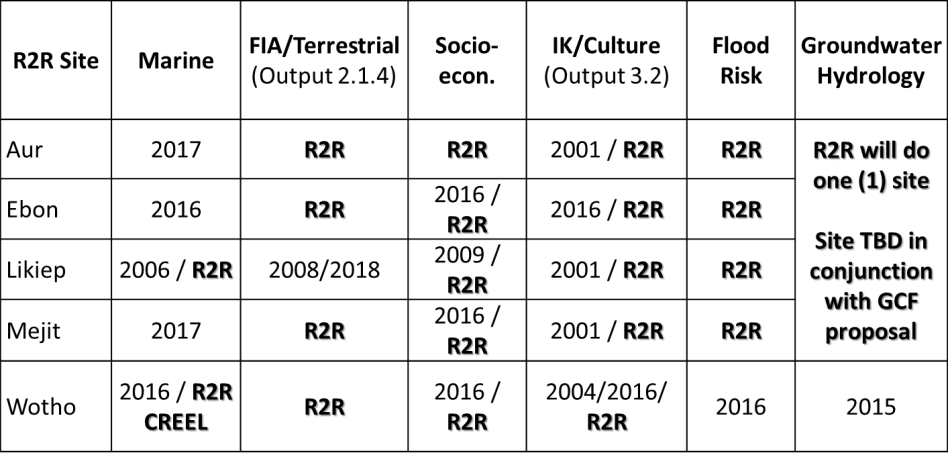 R2R Site
Marine
FIA/Terrestrial
(Output 2.1.4)
Socio-
econ.
IK/Culture
(Output 3.2)
Flood
Risk
Groundwater
Hydrology
Aur
2017
R2R
R2R
2001 / R2R
R2R
R2R will do
one (1) site
Site TBD in
conjunction
with GCF
proposal
Ebon
2016
R2R
2016 /
R2R
2016 / R2R
R2R
Likiep
2006 / R2R
2008/2018
2009 /
R2R
2001 / R2R
R2R
Mejit
2017
R2R
2016 /
R2R
2001 / R2R
R2R
Wotho
2016 / R2R
CREEL
R2R
2016 /
R2R
2004/2016/
R2R
2016
2015